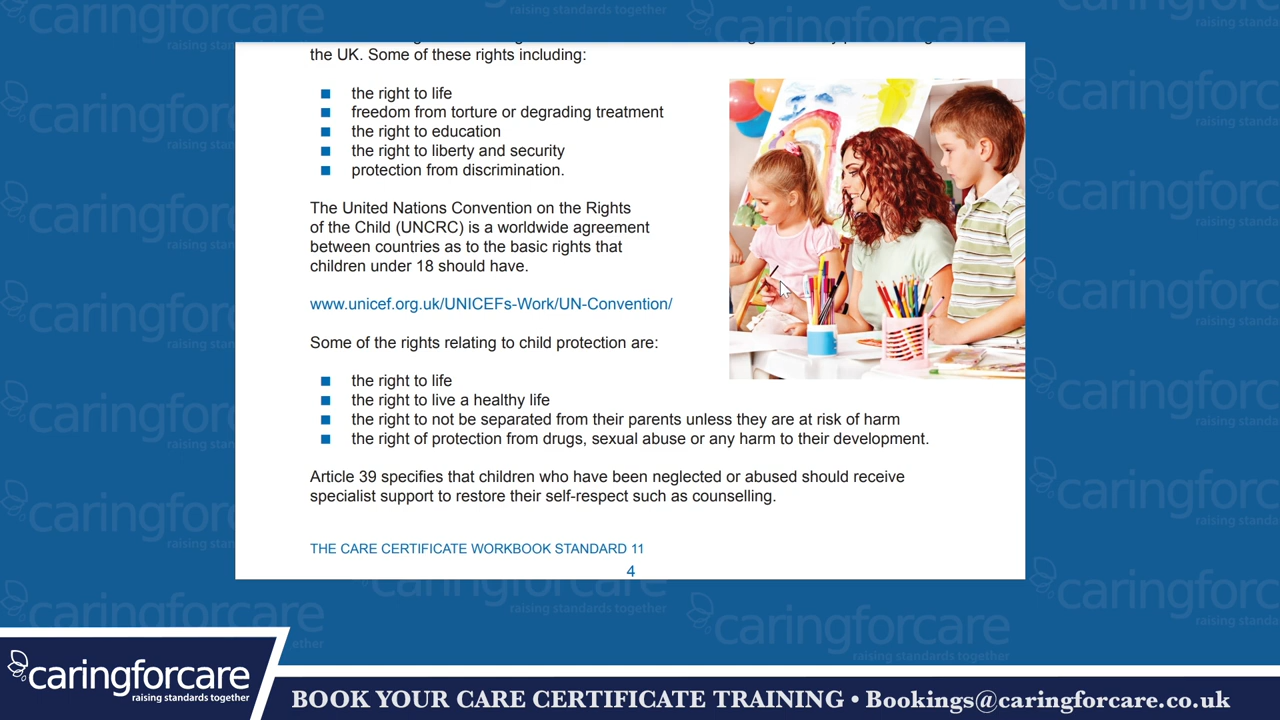 the UK. Some of these rights including:
the right to life
freedom from torture or degrading treatment
the right to education
the right to liberty and security
protection from discrimination.
The United Nations Convention on the Rights
of the Child (UNCRC) is a worldwide agreement
between countries as to the basic rights that
children under 18 should have.
www.unicef.org.uk/UNICEFs-Work/UN-Convention/
Some of the rights relating to child protection are:
the right to life
the right to live a healthy life
the right to not be separated from their parents unless they are at risk of harm
the right of protection from drugs, sexual abuse or any harm to their development.
Article 39 specifies that children who have been neglected or abused should receive
specialist support to restore their self-respect such as counselling.
THE CARE CERTIFICATE WORKBOOK STANDARD 11
4
caringforcare
raising standards together
BOOK YOUR CARE CERTIFICATE TRAINING • Bookings@caringforcare.co.uk